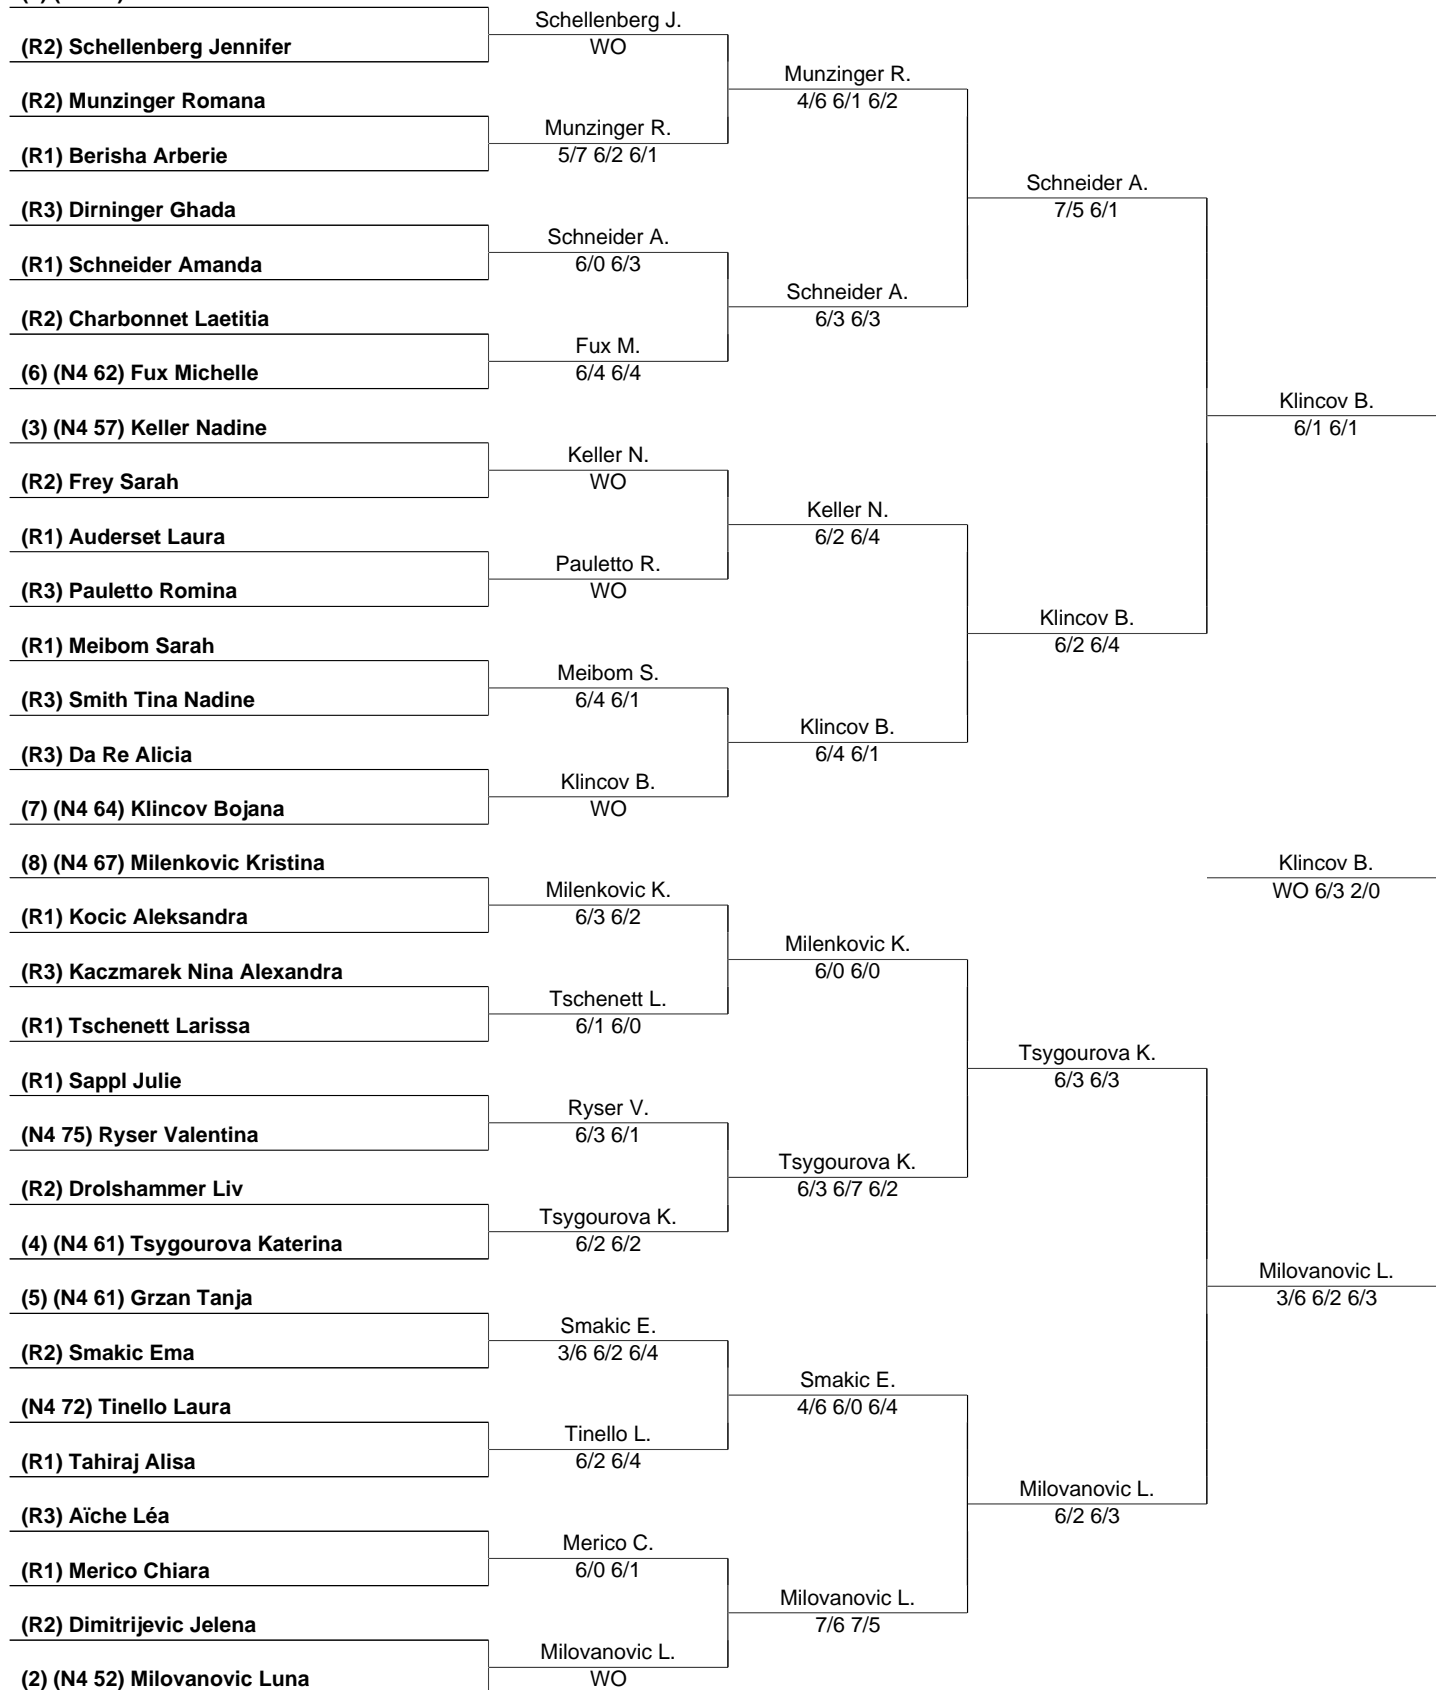 (R2) Schellenberg Jennifer
(R2) Munzinger Romana
(R1) Berisha Arberie
(R3) Dirninger Ghada
(R1) Schneider Amanda
(R2) Charbonnet Laetitia
(6) (N4 62) Fux Michelle
(3) (N4 57) Keller Nadine
(R2) Frey Sarah
(R1) Auderset Laura
(R3) Pauletto Romina
(R1) Meibom Sarah
(R3) Smith Tina Nadine
(R3) Da Re Alicia
(7) (N4 64) Klincov Bojana
(8) (N4 67) Milenkovic Kristina
(R1) Kocic Aleksandra
(R3) Kaczmarek Nina Alexandra
(R1) Tschenett Larissa
(R1) Sappl Julie
(N4 75) Ryser Valentina
(R2) Drolshammer Liv
(4) (N4 61) Tsygourova Katerina
(5) (N4 61) Grzan Tanja
(R2) Smakic Ema
(N4 72) Tinello Laura
(R1) Tahiraj Alisa
(R3) Aïche Léa
(R1) Merico Chiara
(R2) Dimitrijevic Jelena
(2) (N4 52) Milovanovic Luna
Schellenberg J.
WO
Munzinger R.
5/7 6/2 6/1
Schneider A.
6/0 6/3
Fux M.
6/4 6/4
Keller N.
WO
Pauletto R.
WO
Meibom S.
6/4 6/1
Klincov B.
WO
Milenkovic K.
6/3 6/2
Tschenett L.
6/1 6/0
Ryser V.
6/3 6/1
Tsygourova K.
6/2 6/2
Smakic E.
3/6 6/2 6/4
Tinello L.
6/2 6/4
Merico C.
6/0 6/1
Milovanovic L.
WO
Munzinger R.
4/6 6/1 6/2
Schneider A.
6/3 6/3
Keller N.
6/2 6/4
Klincov B.
6/4 6/1
Milenkovic K.
6/0 6/0
Tsygourova K.
6/3 6/7 6/2
Smakic E.
4/6 6/0 6/4
Milovanovic L.
7/6 7/5
Schneider A.
7/5 6/1
Klincov B.
6/2 6/4
Tsygourova K.
6/3 6/3
Milovanovic L.
6/2 6/3
Klincov B.
6/1 6/1
Klincov B.
WO 6/3 2/0
Milovanovic L.
3/6 6/2 6/3